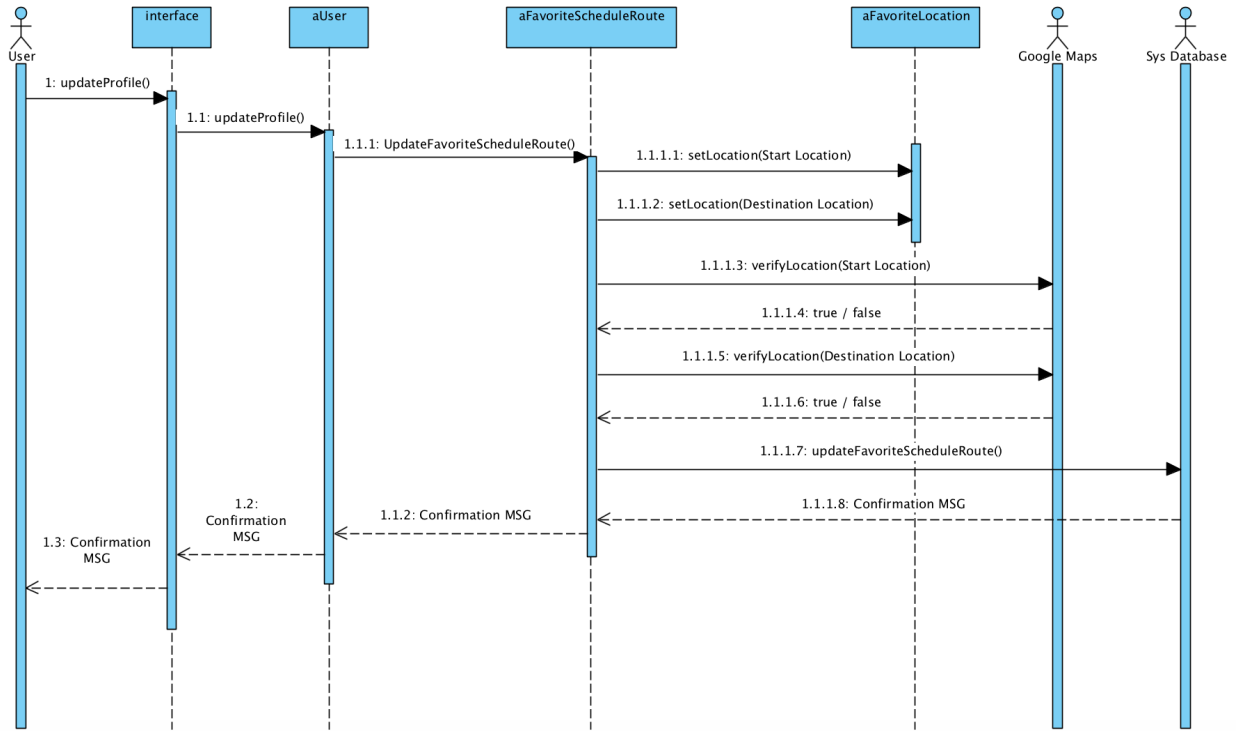 interface
aUser
aFavoriteScheduleRoute
aFavoriteLocation
User
Google Maps
Sys Database
1: updateProfile()
1.1: updateProfile()
1.1.1: UpdateFavoriteScheduleRoute()
1.1.1.1: setLocation(Start Location)
1.1.1.2: setLocation(Destination Location)
1.1.1.3: verifyLocation(Start Location)
1.1.1.4: true / false
1.1.1.5: verifyLocation(Destination Location)
1.1.1.6: true / false
1.1.1.7: updateFavoriteScheduleRoute()
1.1.1.8: Confirmation MSG
1.1.2: Confirmation MSG
1.2:
Confirmation
MSG
1.3: Confirmation
MSG